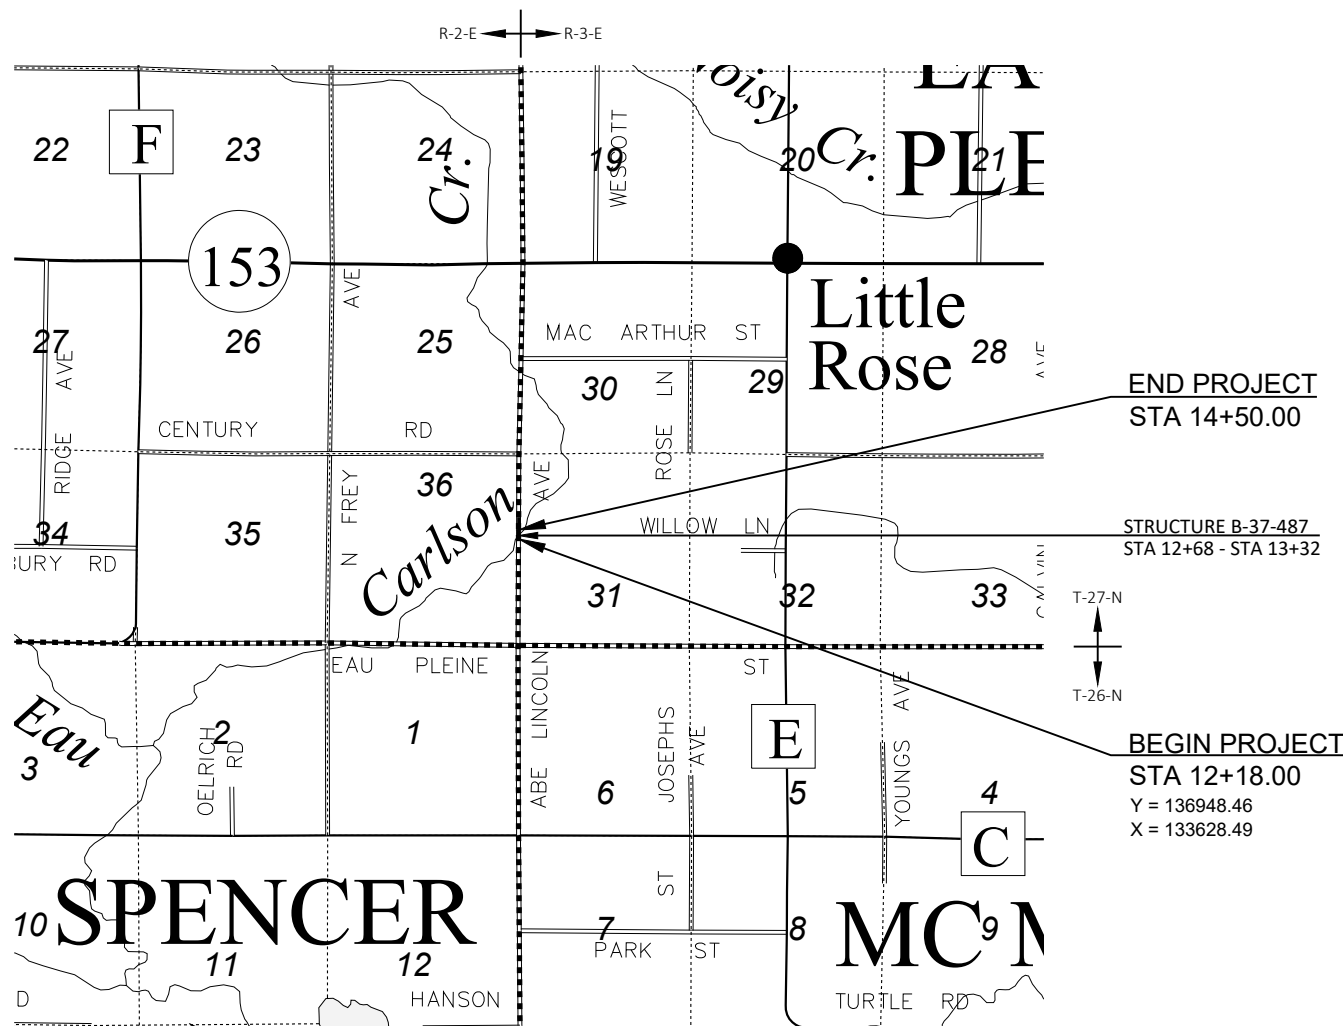 R-2-E R-3-E
LA
Noisy Cr.
22
F
23
24
19
WESCOTT
20
21
PLE
Cr.
153
AVE
Little
Rose
27
26
25
MAC ARTHUR ST
28
AVE
RIDGE AVE
30
29
ROSE LN
END PROJECT
STA 14+50.00
CENTURY RD
36
AVE
N FREY
Carlson
34
35
WILLOW LN
STRUCTURE B-37-487
STA 12+68 - STA 13+32
BURY RD
31
32
33
T-27-N
T-26-N
EAU PLEINE ST
Eau
3
2
1
OELRICH RD
ABE LINCOLN
JOSEPHS AVE
E
YOUNGS AVE
BEGIN PROJECT
STA 12+18.00
Y = 136948.46
X = 133628.49
6
5
4
C
SPENCER
ST
10
11
12
7
8
9
MC M
PARK ST
D
HANSON
TURTLE RD